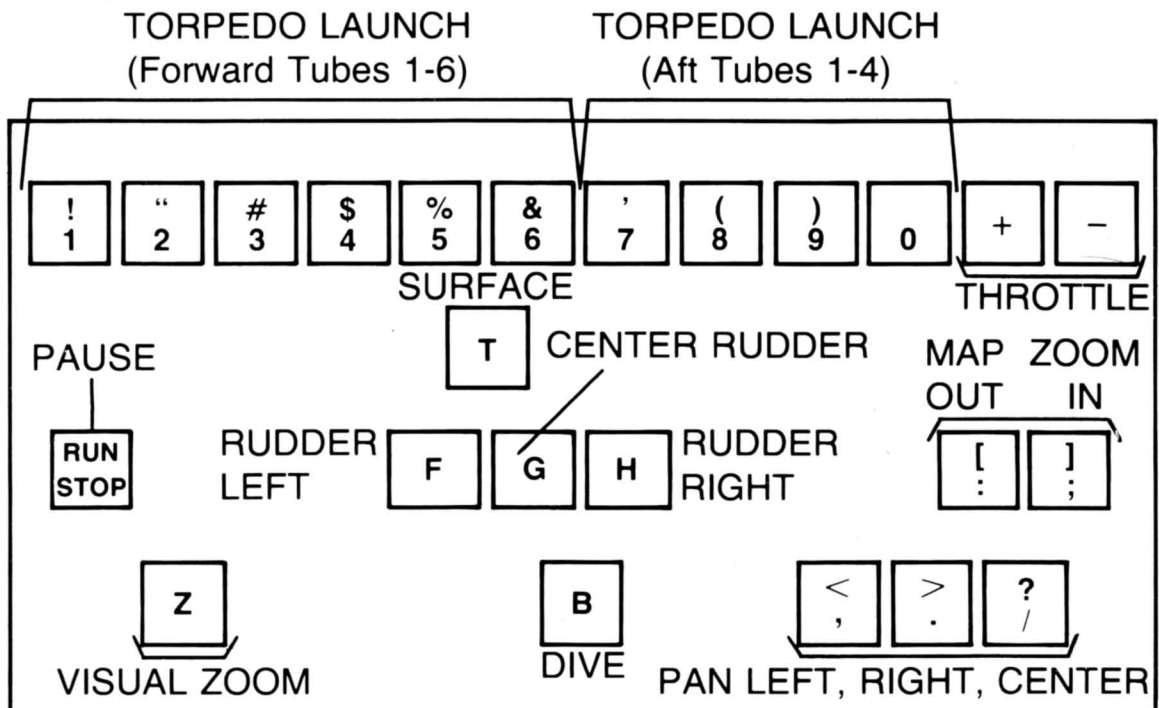 TORPEDO LAUNCH TORPEDO LAUNCH
(Forward Tubes 1-6) (Aft Tubes 1-4)
! “ # $ % & ’ ( ) + −
1 2 3 4 5 6 7 8 9 0
SURFACE THROTTLE
T CENTER RUDDER
PAUSE MAP ZOOM
OUT IN
RUN STOP
RUDDER LEFT F G H RUDDER RIGHT
[ ]
: ;
Z B < > ?
, . /
VISUAL ZOOM DIVE PAN LEFT, RIGHT, CENTER